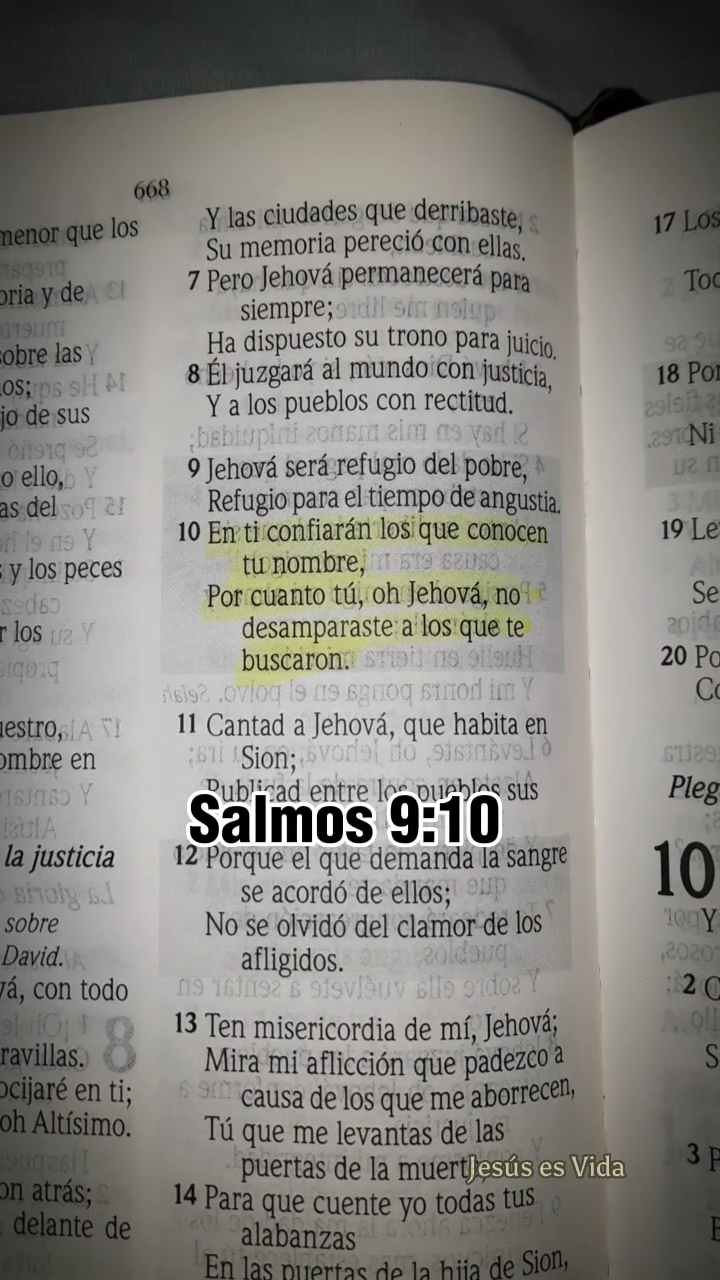 668
menor que los
oria y de
sobre las
os;
jo de sus
o ello,
as del
s y los peces
r los
uestro,
ombre en
la justicia
sobre
David.
vá, con todo
ravillas.
ocijaré en ti;
oh Altísimo.
on atrás;
delante de
Y las ciudades que derribaste,
Su memoria pereció con ellas.
7 Pero Jehová permanecerá para
siempre;
Ha dispuesto su trono para juicio.
8 Él juzgará al mundo con justicia,
Y a los pueblos con rectitud.
9 Jehová será refugio del pobre,
Refugio para el tiempo de angustia.
10 En ti confiarán los que conocen
tu nombre,
Por cuanto tú, oh Jehová, no
desamparaste a los que te
buscaron.
11 Cantad a Jehová, que habita en
Sion;
Publicad entre los pueblos sus
Salmos 9:10
12 Porque el que demanda la sangre
se acordó de ellos;
No se olvidó del clamor de los
afligidos.
13 Ten misericordia de mí, Jehová;
Mira mi aflicción que padezco a
causa de los que me aborrecen,
Tú que me levantas de las
puertas de la muert
Jesús es Vida
14 Para que cuente yo todas tus
alabanzas
En las puertas de la hija de Sion,
17 Los
Toc
18 Por
Ni
19 Le
Se
20 Po
Co
Pleg
10
Y
2
S
3 P